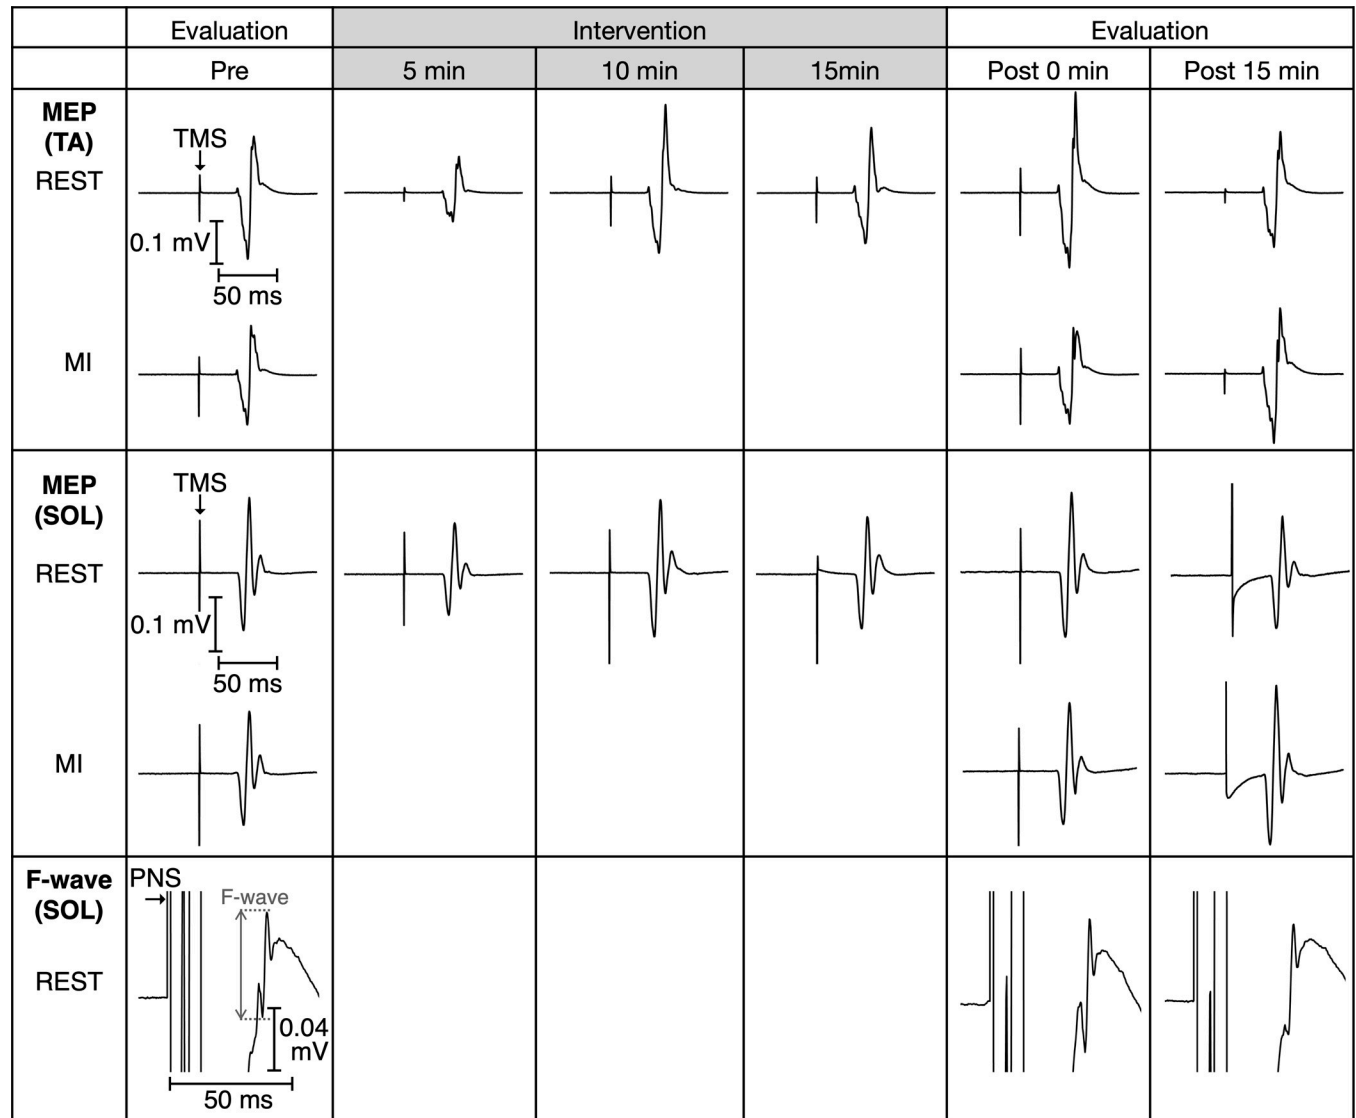 Evaluation Intervention Evaluation
Pre 5 min 10 min 15min Post 0 min Post 15 min
MEP
(TA)
REST
TMS
0.1 mV
50 ms
MI
MEP
(SOL)
REST
TMS
0.1 mV
50 ms
MI
F-wave
(SOL)
REST
PNS
F-wave
0.04
mV
50 ms